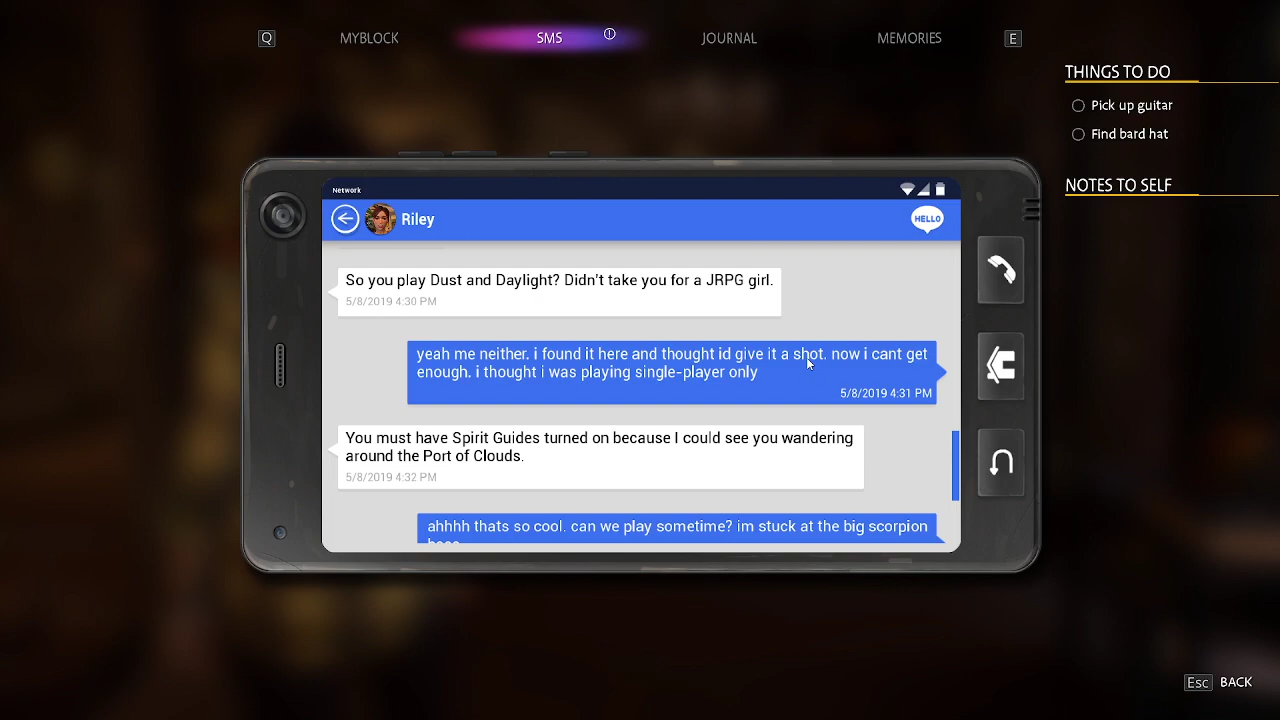 Q
MYBLOCK
SMS
JOURNAL
MEMORIES
E
THINGS TO DO
Pick up guitar
Find bard hat
NOTES TO SELF
Network
Riley
HELLO
So you play Dust and Daylight? Didn't take you for a JRPG girl.
5/8/2019 4:30 PM
yeah me neither. i found it here and thought id give it a shot. now i cant get
enough. i thought i was playing single-player only
5/8/2019 4:31 PM
You must have Spirit Guides turned on because I could see you wandering
around the Port of Clouds.
5/8/2019 4:32 PM
ahhhh thats so cool. can we play sometime? im stuck at the big scorpion
Esc BACK